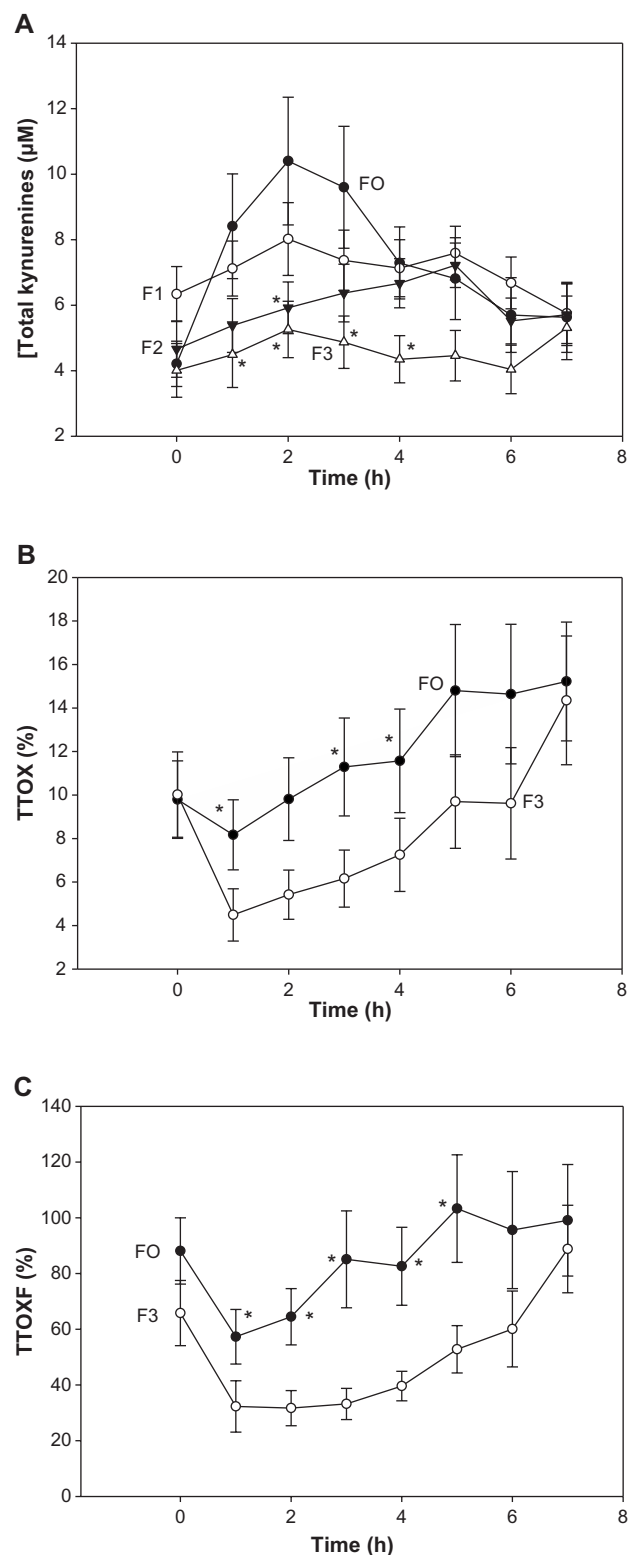 A
[Total kynurenines (µM)
14
12
10
8
6
4
2
FO
F1
*
F2
*
*
F3
*
*
0 2 4 6 8
Time (h)
B
TTOX (%)
20
18
16
14
12
10
8
6
4
2
FO
*
*
*
F3
0 2 4 6 8
Time (h)
C
TTOXF (%)
140
120
100
80
60
40
20
0
FO
F3
*
*
*
*
*
0 2 4 6 8
Time (h)